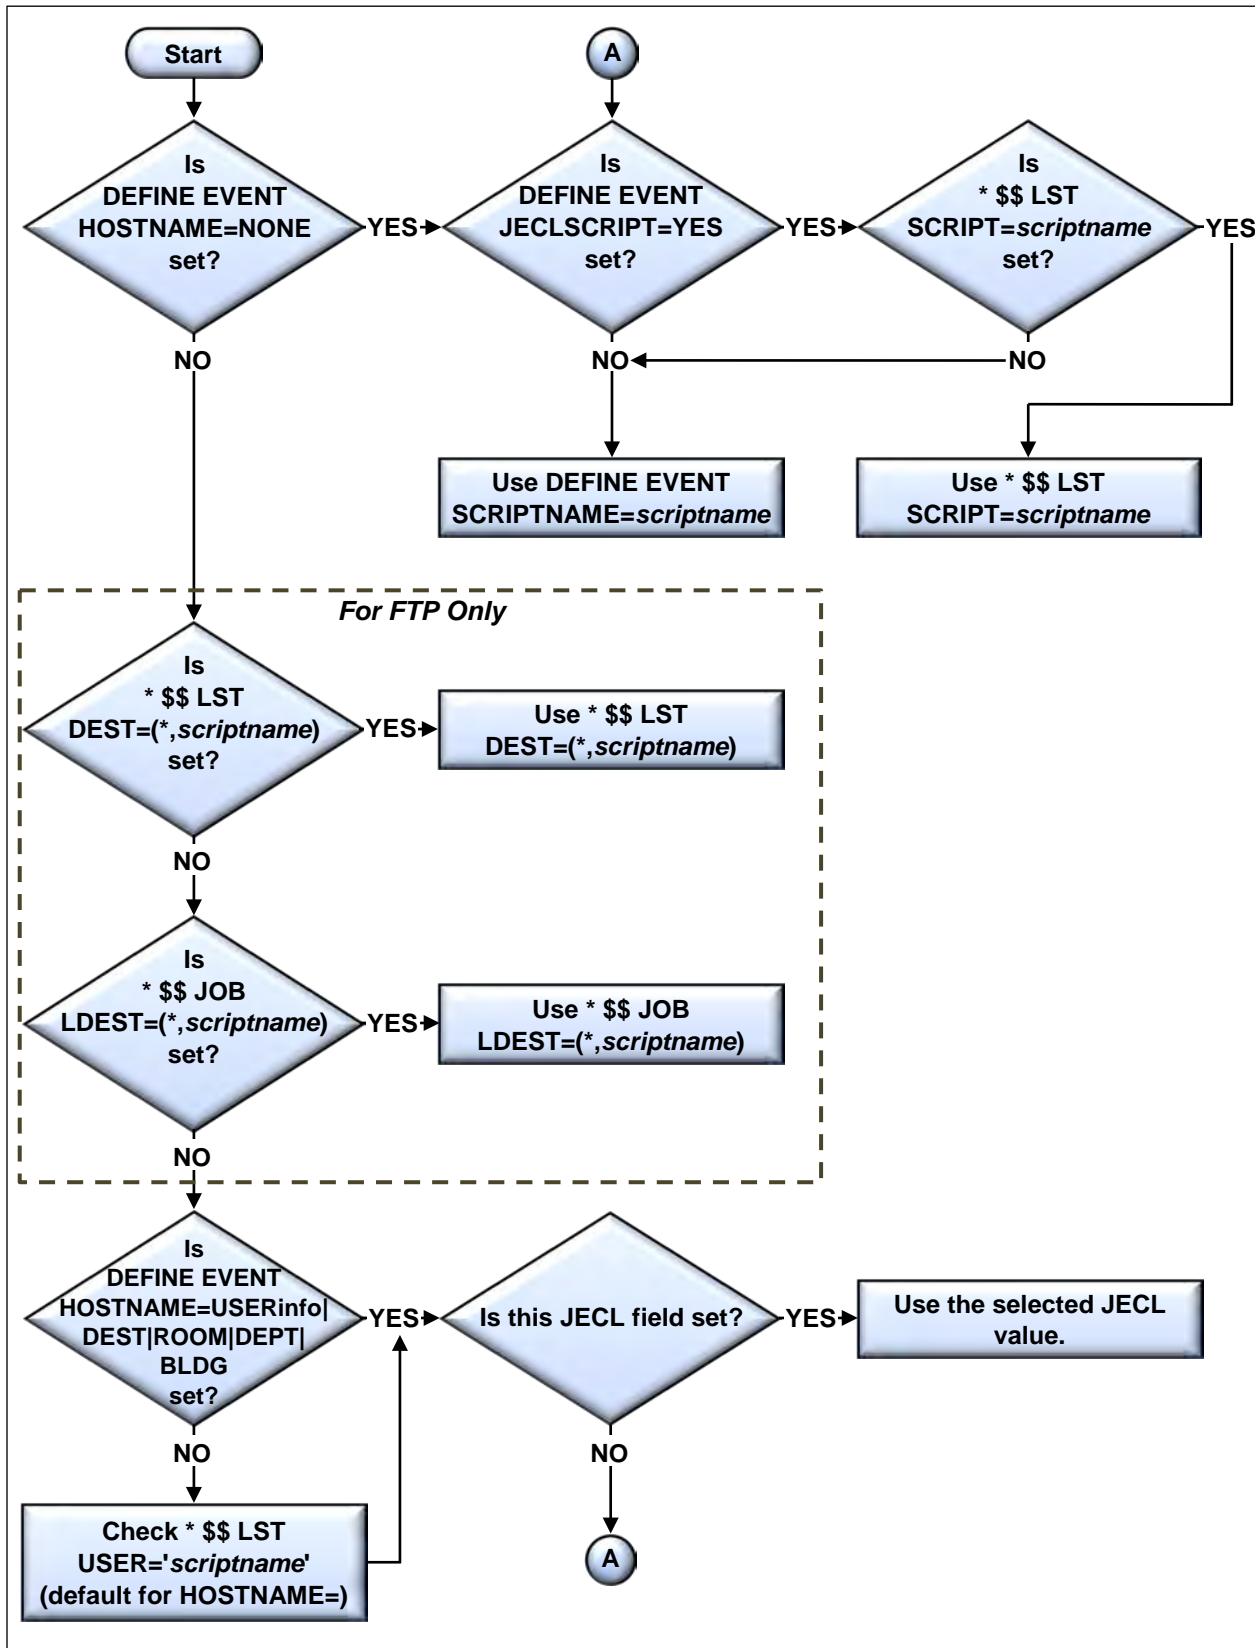 Start
A
Is
DEFINE EVENT
HOSTNAME=NONE
set?
YES
NO
Is
DEFINE EVENT
JECLSCRIPT=YES
set?
YES
NO
Is
* $$ LST
SCRIPT=scriptname
set?
YES
NO
Use DEFINE EVENT
SCRIPTNAME=scriptname
Use * $$ LST
SCRIPT=scriptname
For FTP Only
Is
* $$ LST
DEST=(*,scriptname)
set?
YES
NO
Use * $$ LST
DEST=(*,scriptname)
Is
* $$ JOB
LDEST=(*,scriptname)
set?
YES
NO
Use * $$ JOB
LDEST=(*,scriptname)
Is
DEFINE EVENT
HOSTNAME=USERinfo|
DEST|ROOM|DEPT|
BLDG
set?
YES
NO
Is this JECL field set?
YES
NO
Use the selected JECL
value.
Check * $$ LST
USER='scriptname'
(default for HOSTNAME=)
A